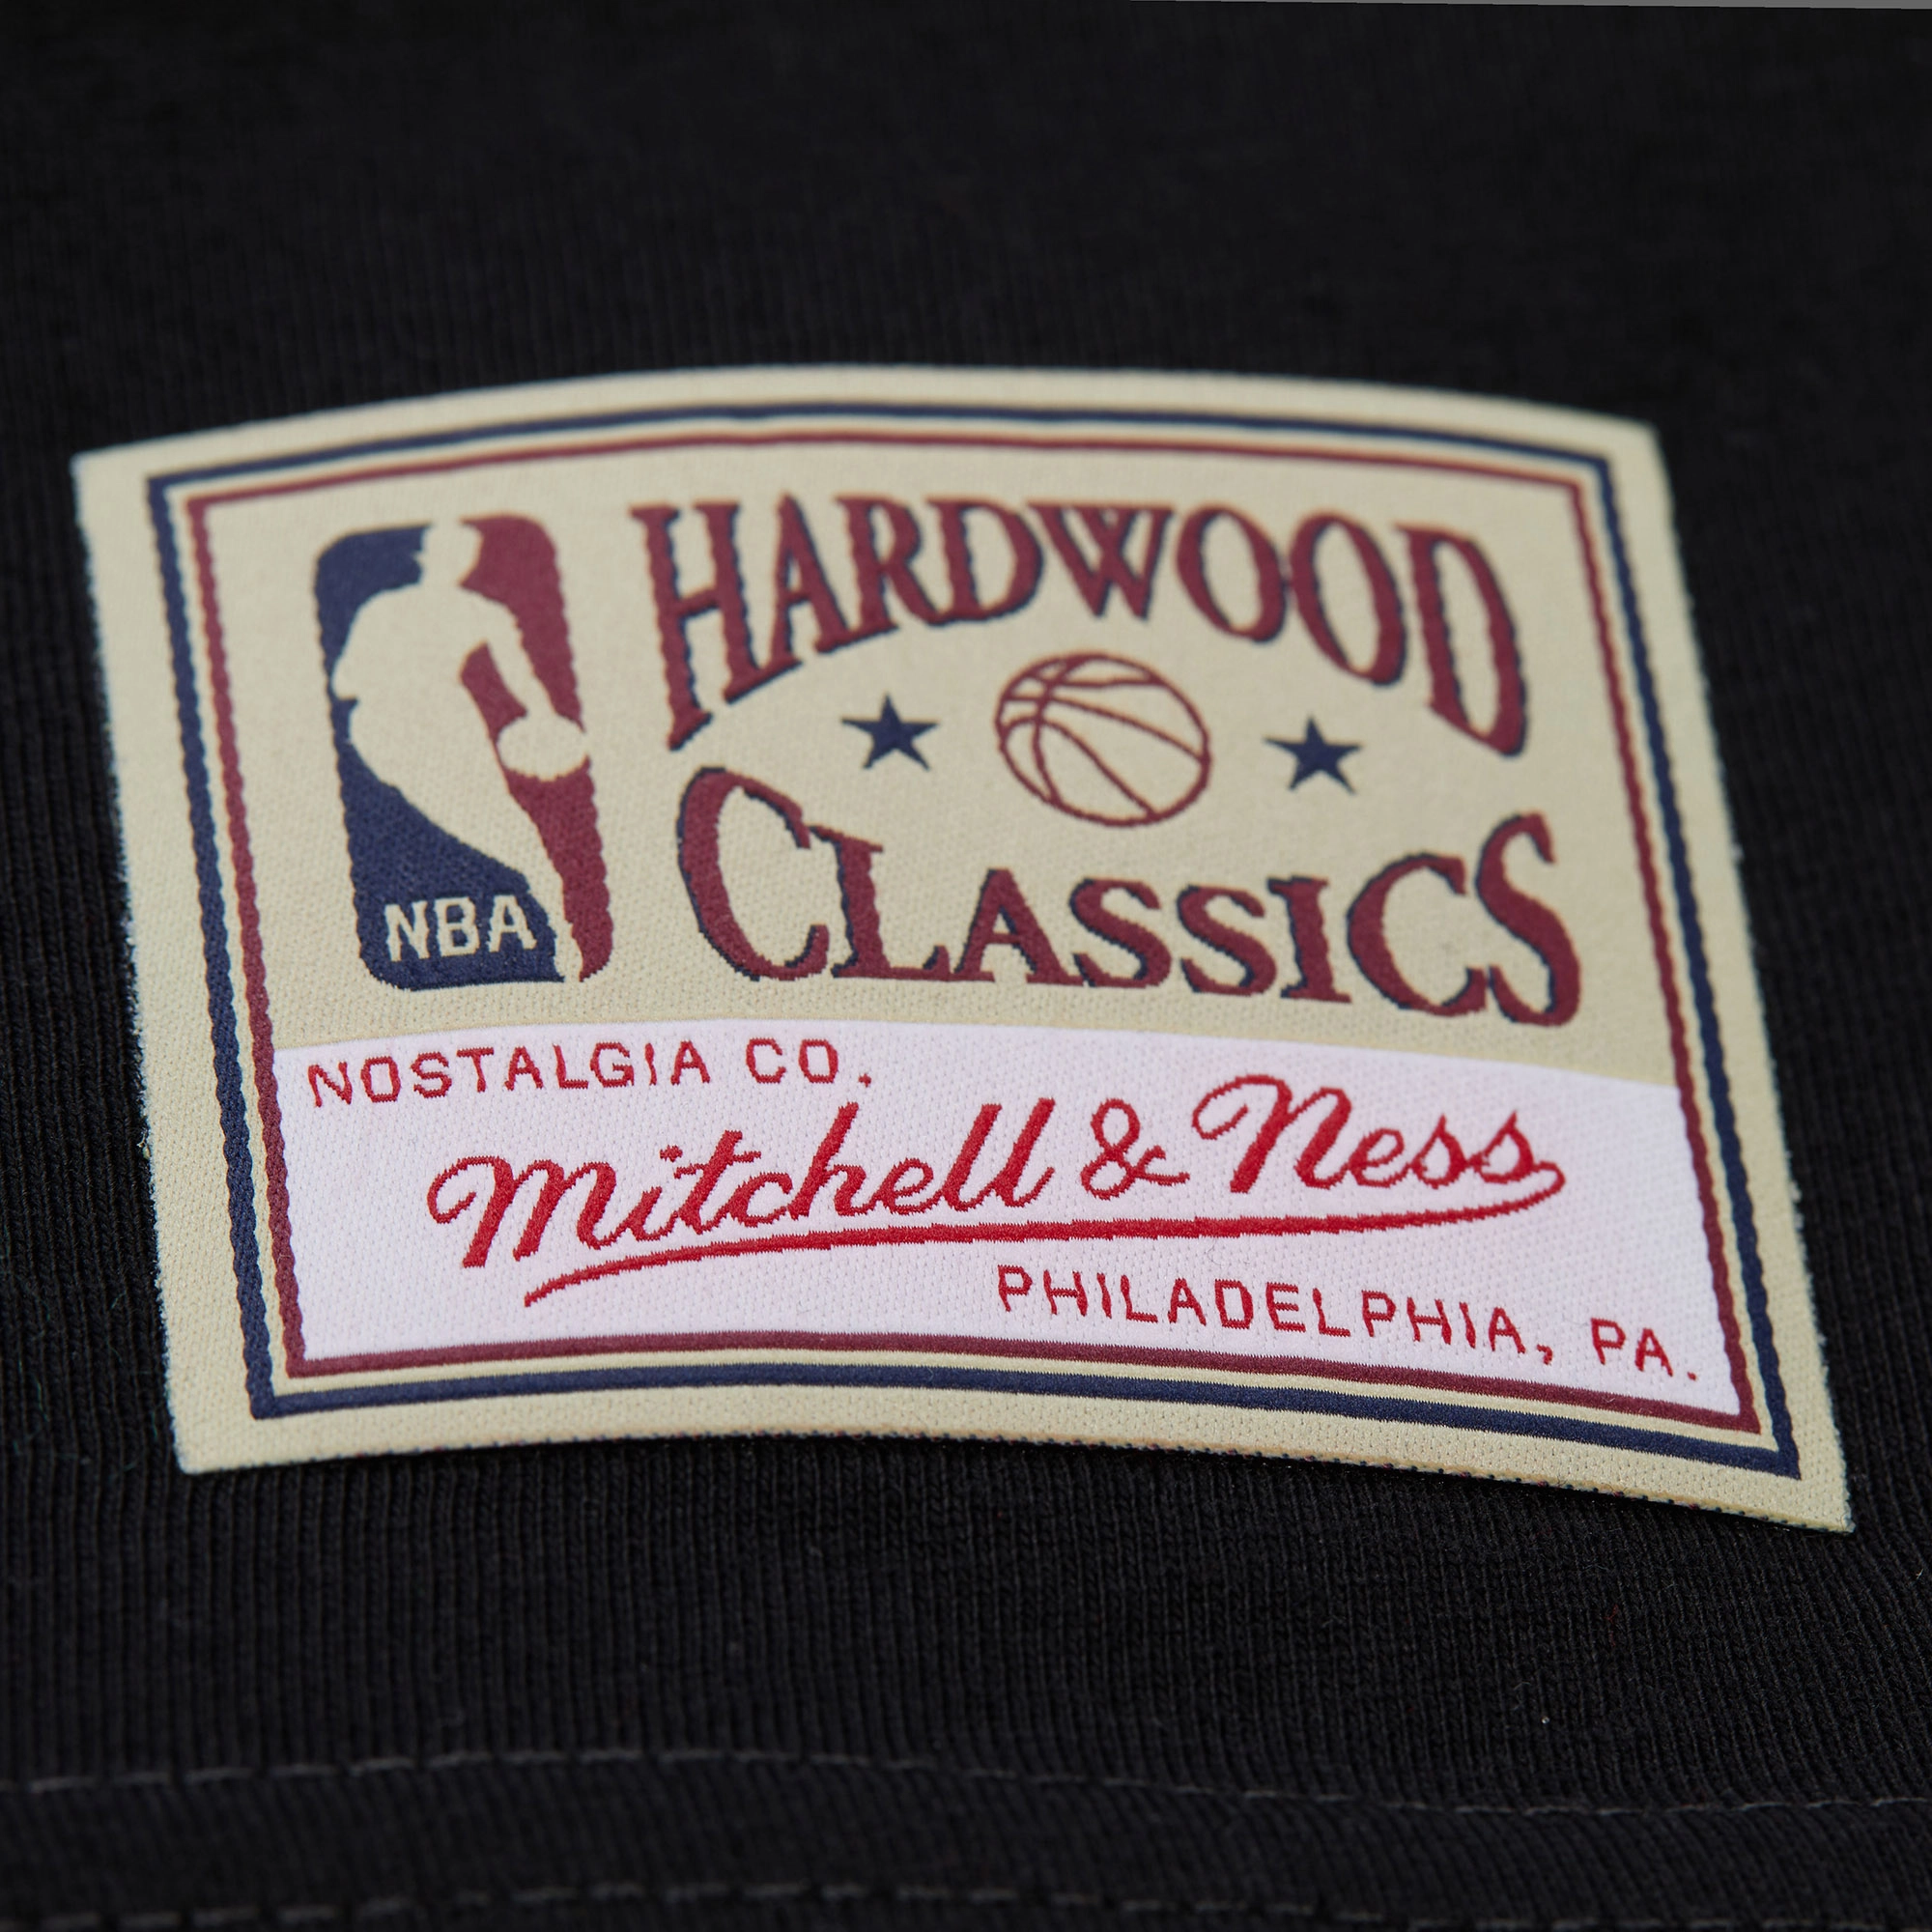 HARDWOOD
CLASSICS
NBA
NOSTALGIA CO.
Mitchell & Ness
PHILADELPHIA, PA.